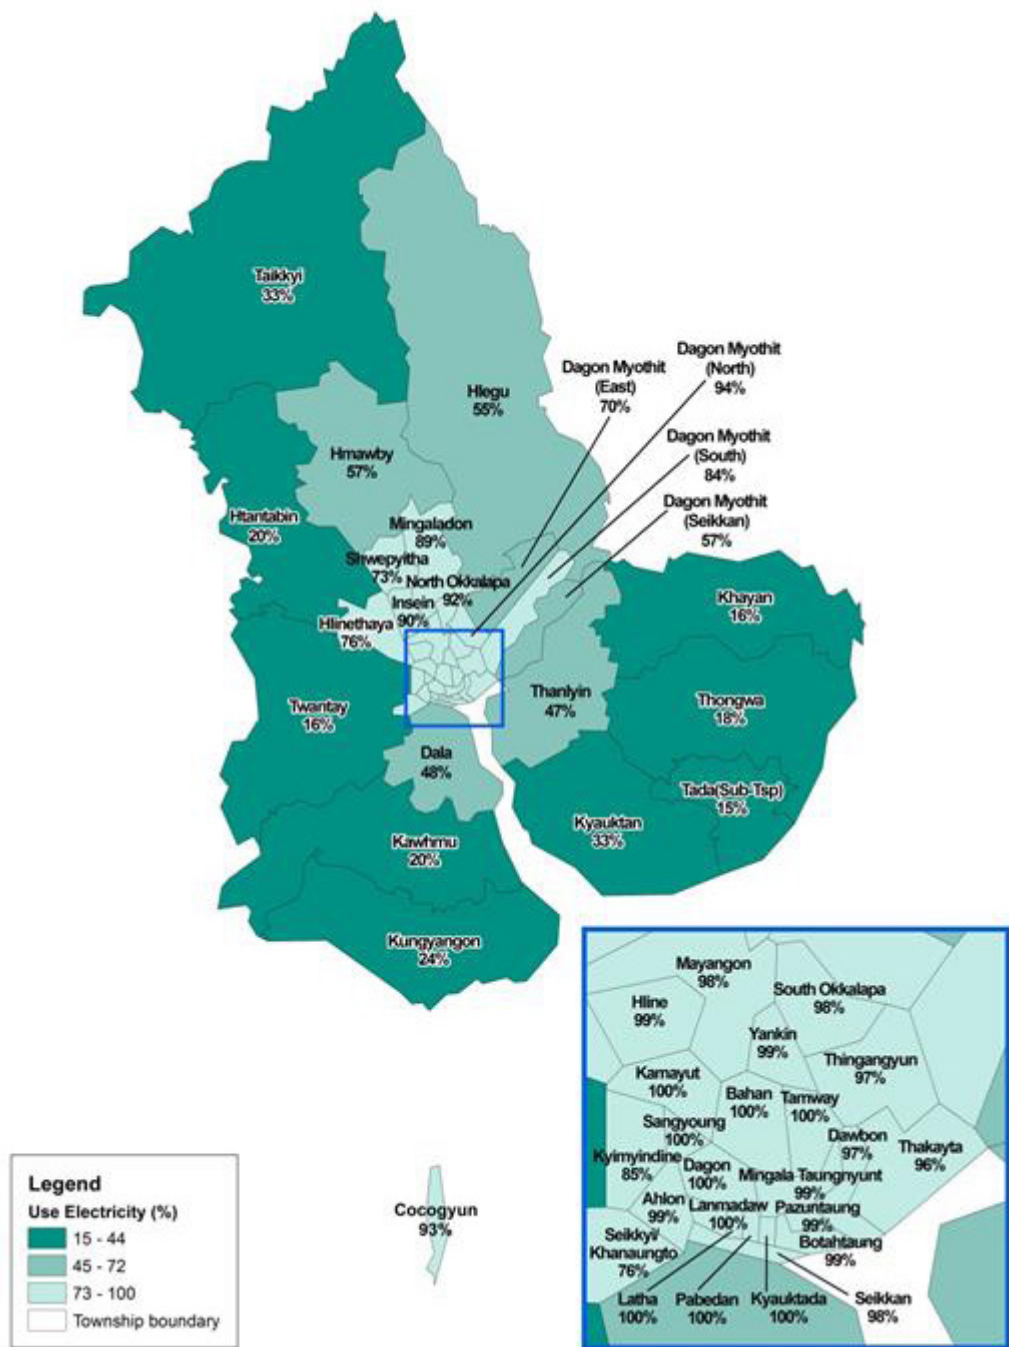 Taikkyi
33%
Hlegu
55%
Dagon Myothit
(East)
70%
Dagon Myothit
(North)
94%
Dagon Myothit
(South)
84%
Dagon Myothit
(Seikkan)
57%
Hmawby
57%
Htantabin
20%
Mingaladon
89%
Shwepyitha
73%
North Okkalapa
92%
Insein
90%
Hlinethaya
76%
Khayan
16%
Twantay
16%
Thanlyin
47%
Thongwa
18%
Dala
48%
Tada(Sub-Tsp)
15%
Kyauktan
33%
Kawhmu
20%
Kungyangon
24%
Mayangon
98%
South Okkalapa
98%
Hline
99%
Yankin
99%
Thingangyun
97%
Kamayut
100%
Bahan
100%
Tamway
100%
Sangyoung
100%
Dawbon
97%
Thakayta
96%
Kyimyindine
85%
Dagon
100%
Mingala Taungnyunt
99%
Ahlon
99%
Lanmadaw
100%
Pazuntaung
99%
Seikkyi/
Khanaungto
76%
Botahtaung
99%
Latha
100%
Pabedan
100%
Kyauktada
100%
Seikkan
98%
Cocogyun
93%
Legend
Use Electricity (%)
15 - 44
45 - 72
73 - 100
Township boundary